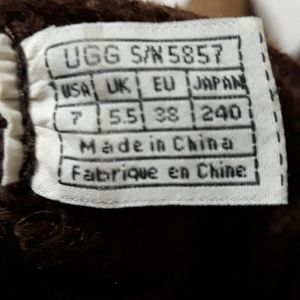 UGG S/N 5857
USA UK EU JAPAN
7 5.5 38 240
Made in China
Fabrique en Chine